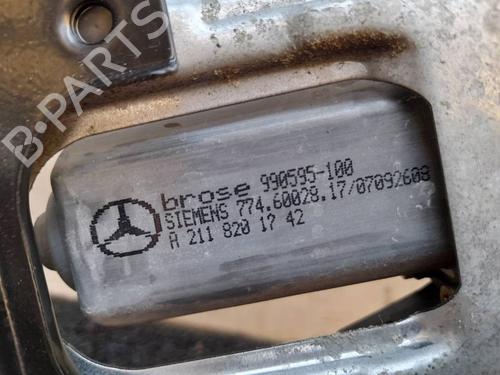 B-PARTS
brose 990595-100
SIEMENS 774.60028.17/07092608
A 211 820 17 42